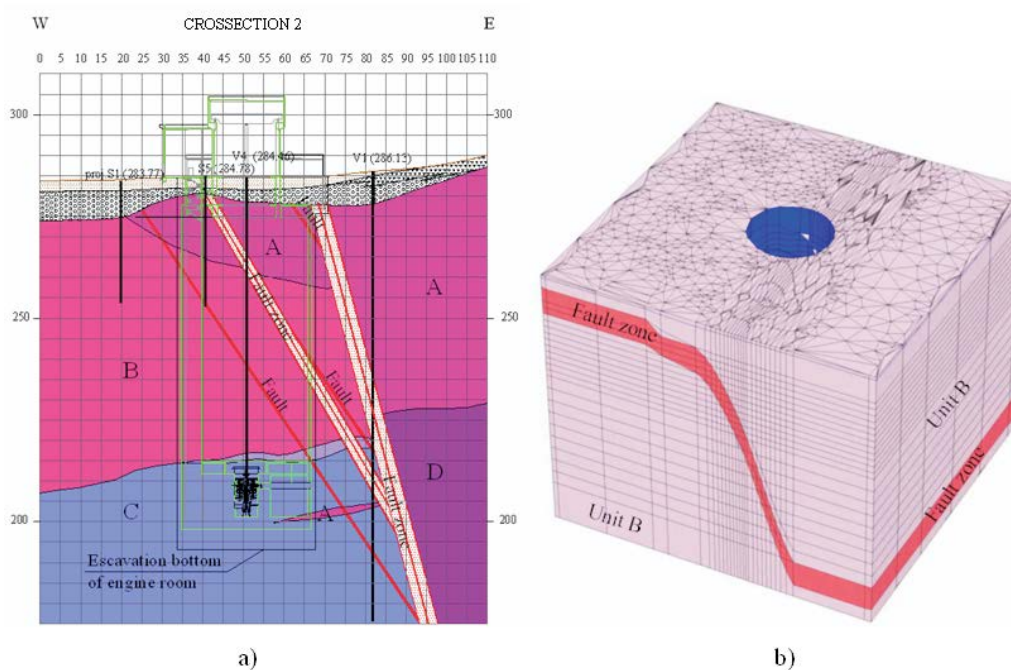 W
CROSSECTION 2
E
0 5 10 15 20 25 30 35 40 45 50 55 60 65 70 75 80 85 90 95 100 105 110
300
300
V4 (284.46)
V1 (286.13)
S5 (284.78)
proj S1 (283.77)
Fault
A
A
250
250
Fault zone
B
Fault
Fault
D
C
A
Fault zone
200
200
Escavation bottom
of engine room
a)
Fault zone
Unit B
Unit B
Fault zone
b)